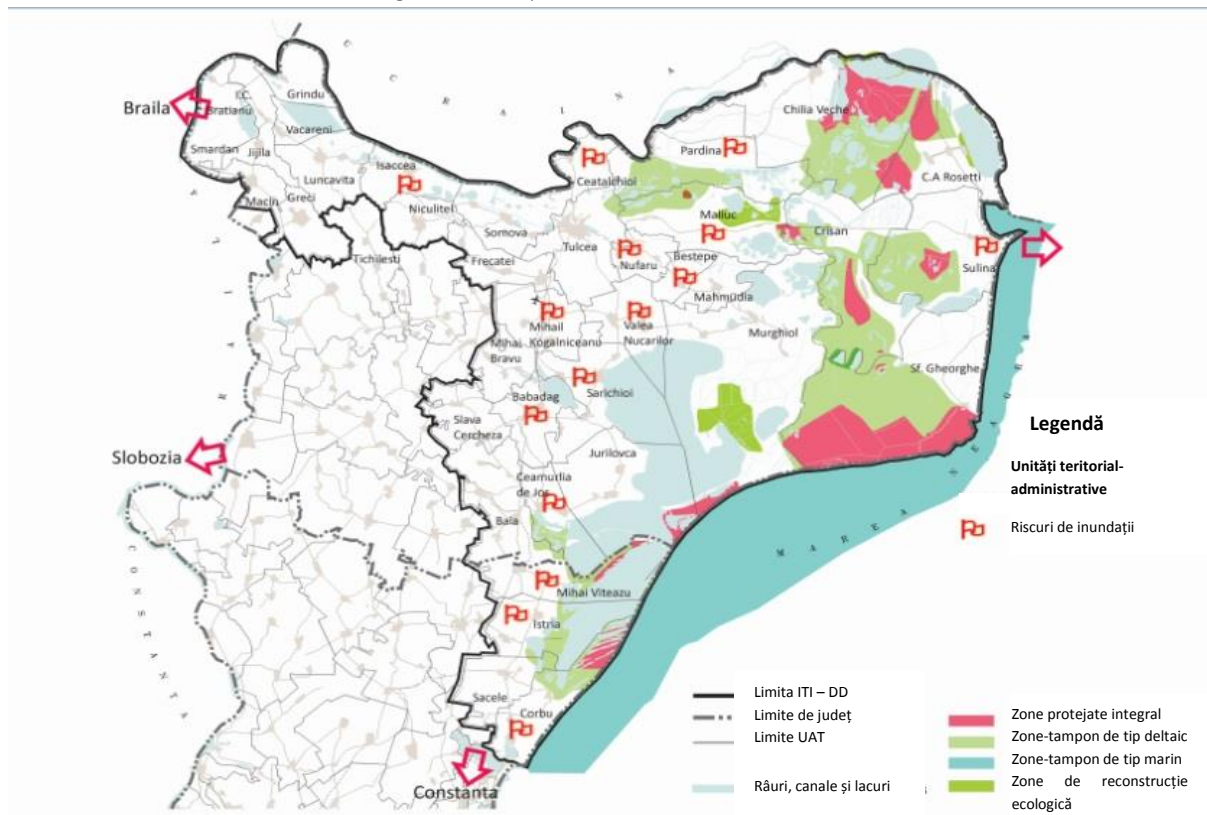 C R A I N A
Braila
I.C.
Bratianu
Grindu
Vacareni
Smardan
Jijila
Isaccea
Luncavita
Macin
Greci
Niculitel
Chilia Veche
Pardina
Ceatalchioi
C.A Rosetti
Maliuc
Crisan
Somova
Tulcea
Nufaru
Bestepe
Sulina
Frecatei
Tichilesti
Mahmudia
Mihail
Kogalniceanu
Valea
Nucarilor
Murghiol
Mihai
Bravu
Sarichioi
Sf. Gheorghe
Babadag
Slava
Cercheza
Jurilovca
Slobozia
Ceamurlia
de Jos
Baia
M A R E A N E A G R A
C O N S T A N T A
Mihai Viteazu
Istria
Sacele
Corbu
Constanta
Legendă
Unități teritorial-
administrative
Riscuri de inundații
Limita ITI – DD
Limite de județ
Limite UAT
Râuri, canale și lacuri
Zone protejate integral
Zone-tampon de tip deltaic
Zone-tampon de tip marin
Zone de reconstrucție
ecologică